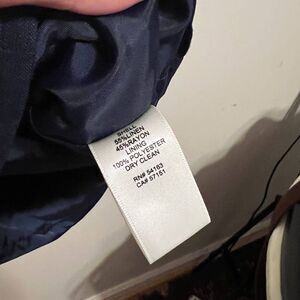 SHELL
55%LINEN
45%RAYON
LINING
100% POLYESTER
DRY CLEAN
RN# 54163
CA# 57151